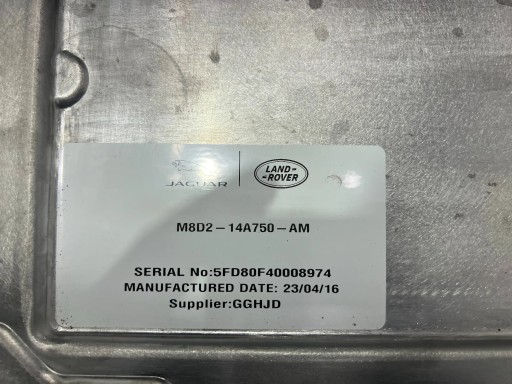 JAGUAR
LAND-
-ROVER
M8D2-14A750-AM
SERIAL No:5FD80F40008974
MANUFACTURED DATE: 23/04/16
Supplier:GGHJD